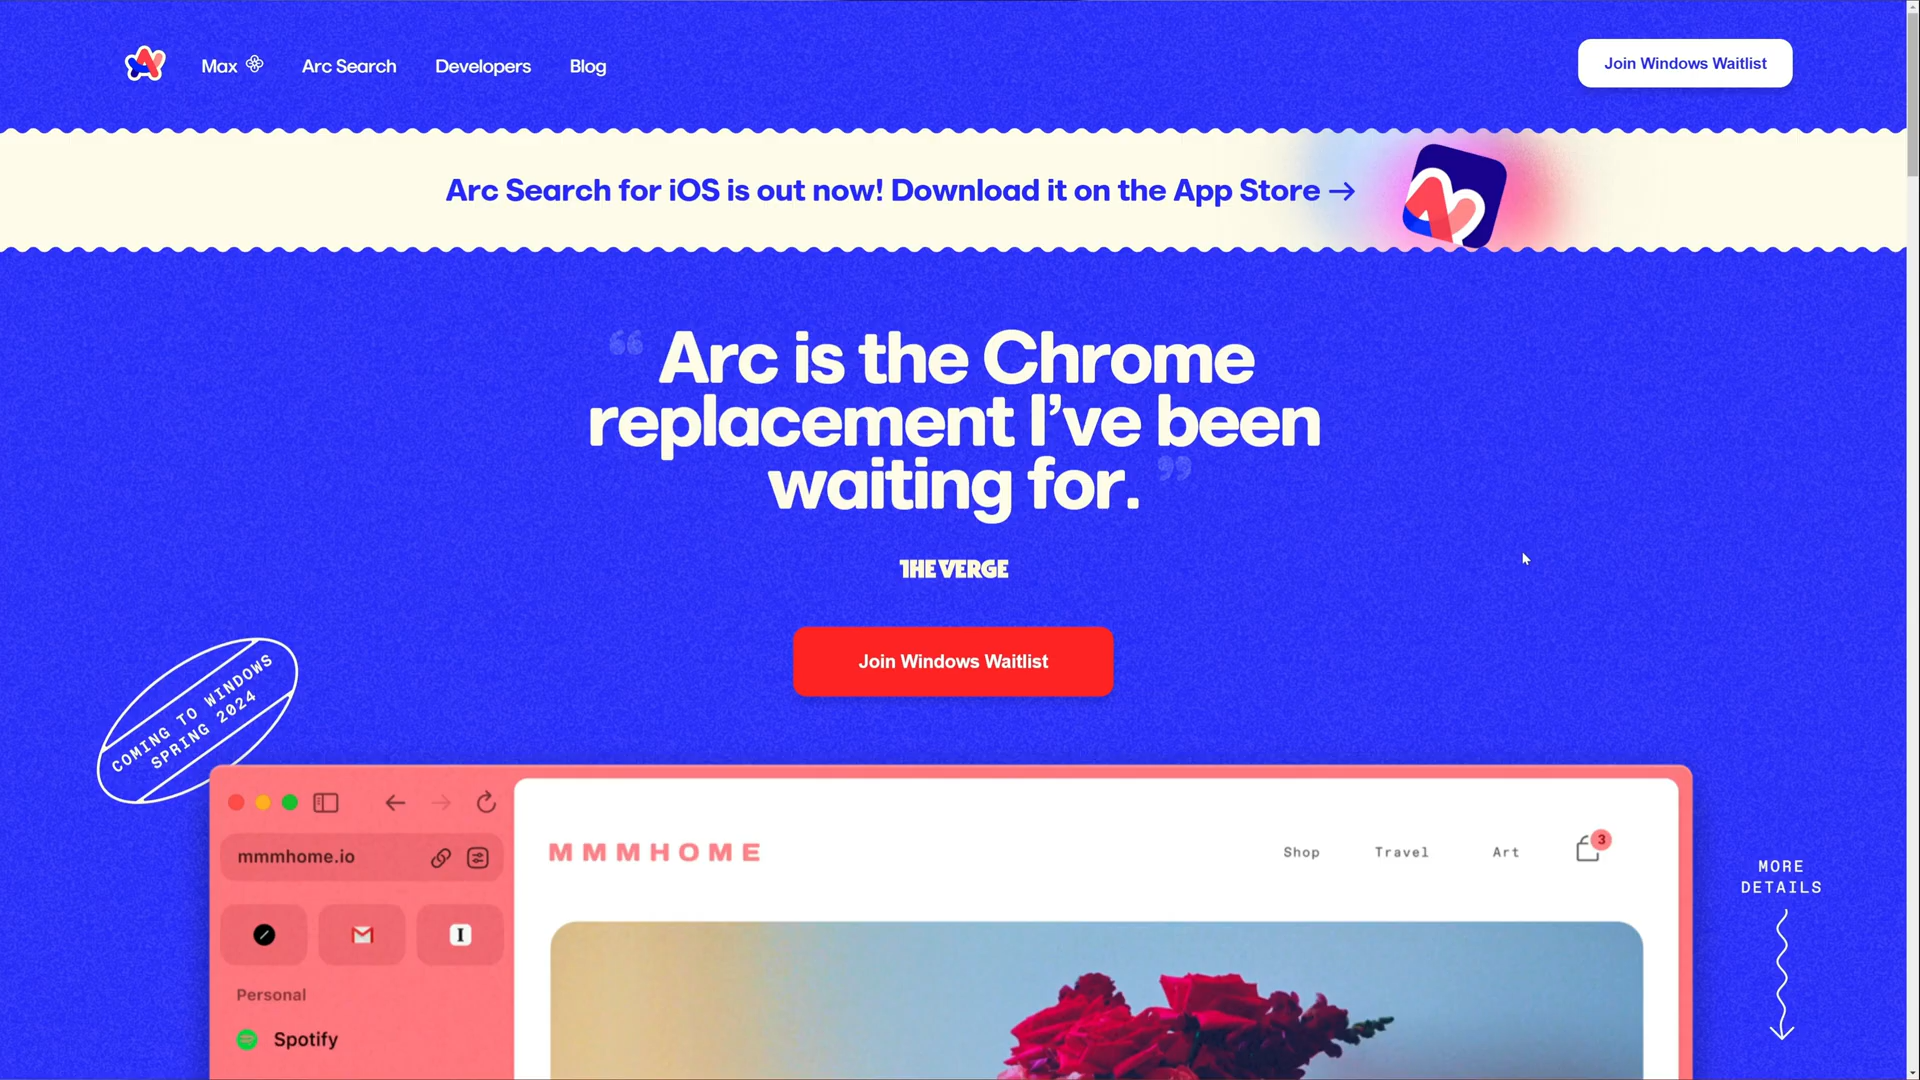 Max
Arc Search
Developers
Blog
Join Windows Waitlist
Arc Search for iOS is out now! Download it on the App Store →
“ Arc is the Chrome
replacement I’ve been
waiting for. ”
THE VERGE
Join Windows Waitlist
COMING TO WINDOWS
SPRING 2024
mmmhome.io
MMMHOME
Shop
Travel
Art
3
MORE
DETAILS
I
Personal
Spotify